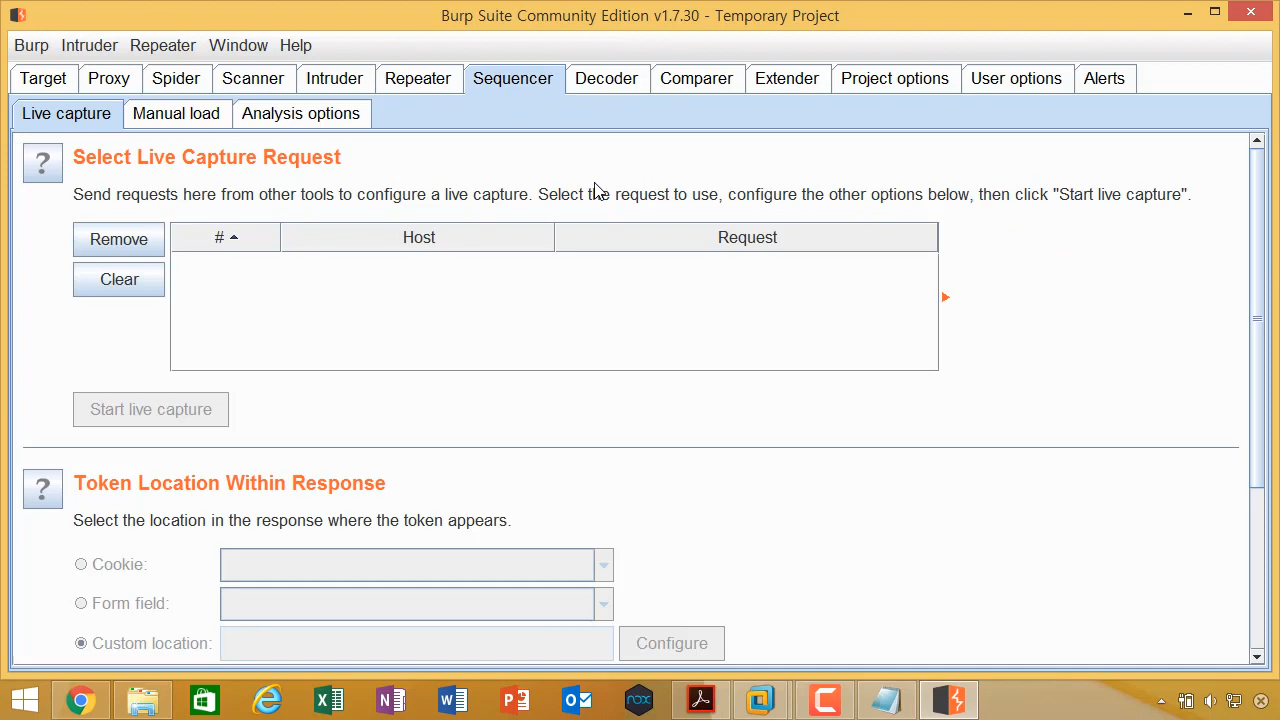 Burp Suite Community Edition v1.7.30 - Temporary Project
Burp Intruder Repeater Window Help
Target Proxy Spider Scanner Intruder Repeater Sequencer Decoder Comparer Extender Project options User options Alerts
Live capture Manual load Analysis options
? Select Live Capture Request
Send requests here from other tools to configure a live capture. Select the request to use, configure the other options below, then click "Start live capture".
Remove # Host Request
Clear
Start live capture
? Token Location Within Response
Select the location in the response where the token appears.
Cookie:
Form field:
Custom location: Configure
nox